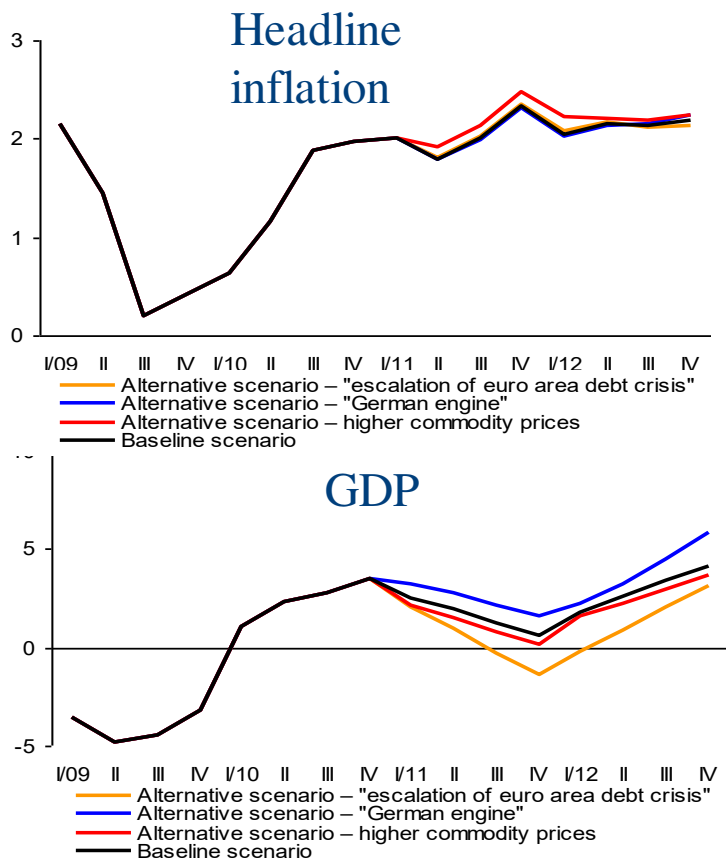 Headline
inflation
3
2
1
0
I/09 II III IV I/10 II III IV I/11 II III IV I/12 II III IV
Alternative scenario – "escalation of euro area debt crisis"
Alternative scenario – "German engine"
Alternative scenario – higher commodity prices
Baseline scenario
GDP
5
0
-5
I/09 II III IV I/10 II III IV I/11 II III IV I/12 II III IV
Alternative scenario – "escalation of euro area debt crisis"
Alternative scenario – "German engine"
Alternative scenario – higher commodity prices
Baseline scenario